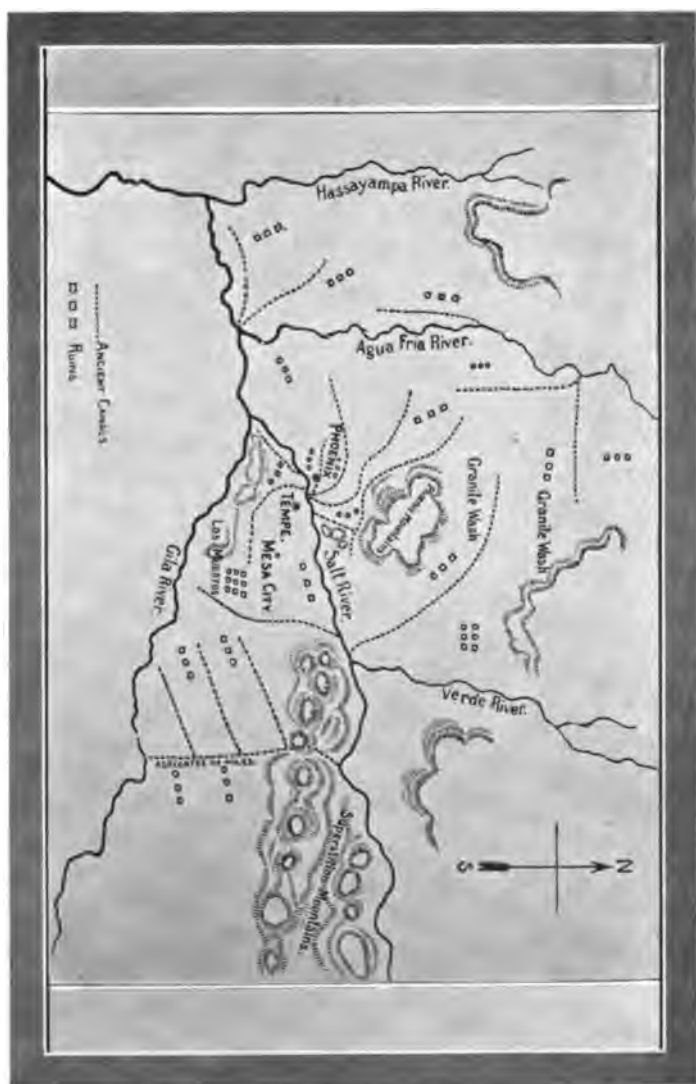 Hassayampa River.
Agua Fria River.
PHOENIX
TEMPE.
MESA CITY.
LOS MUERTOS
Salt River.
Granite Wash
Granite Wash
Verde River.
Gila River.
Superstition Mountains.
N
S
ANCIENT CANALS
RUINS